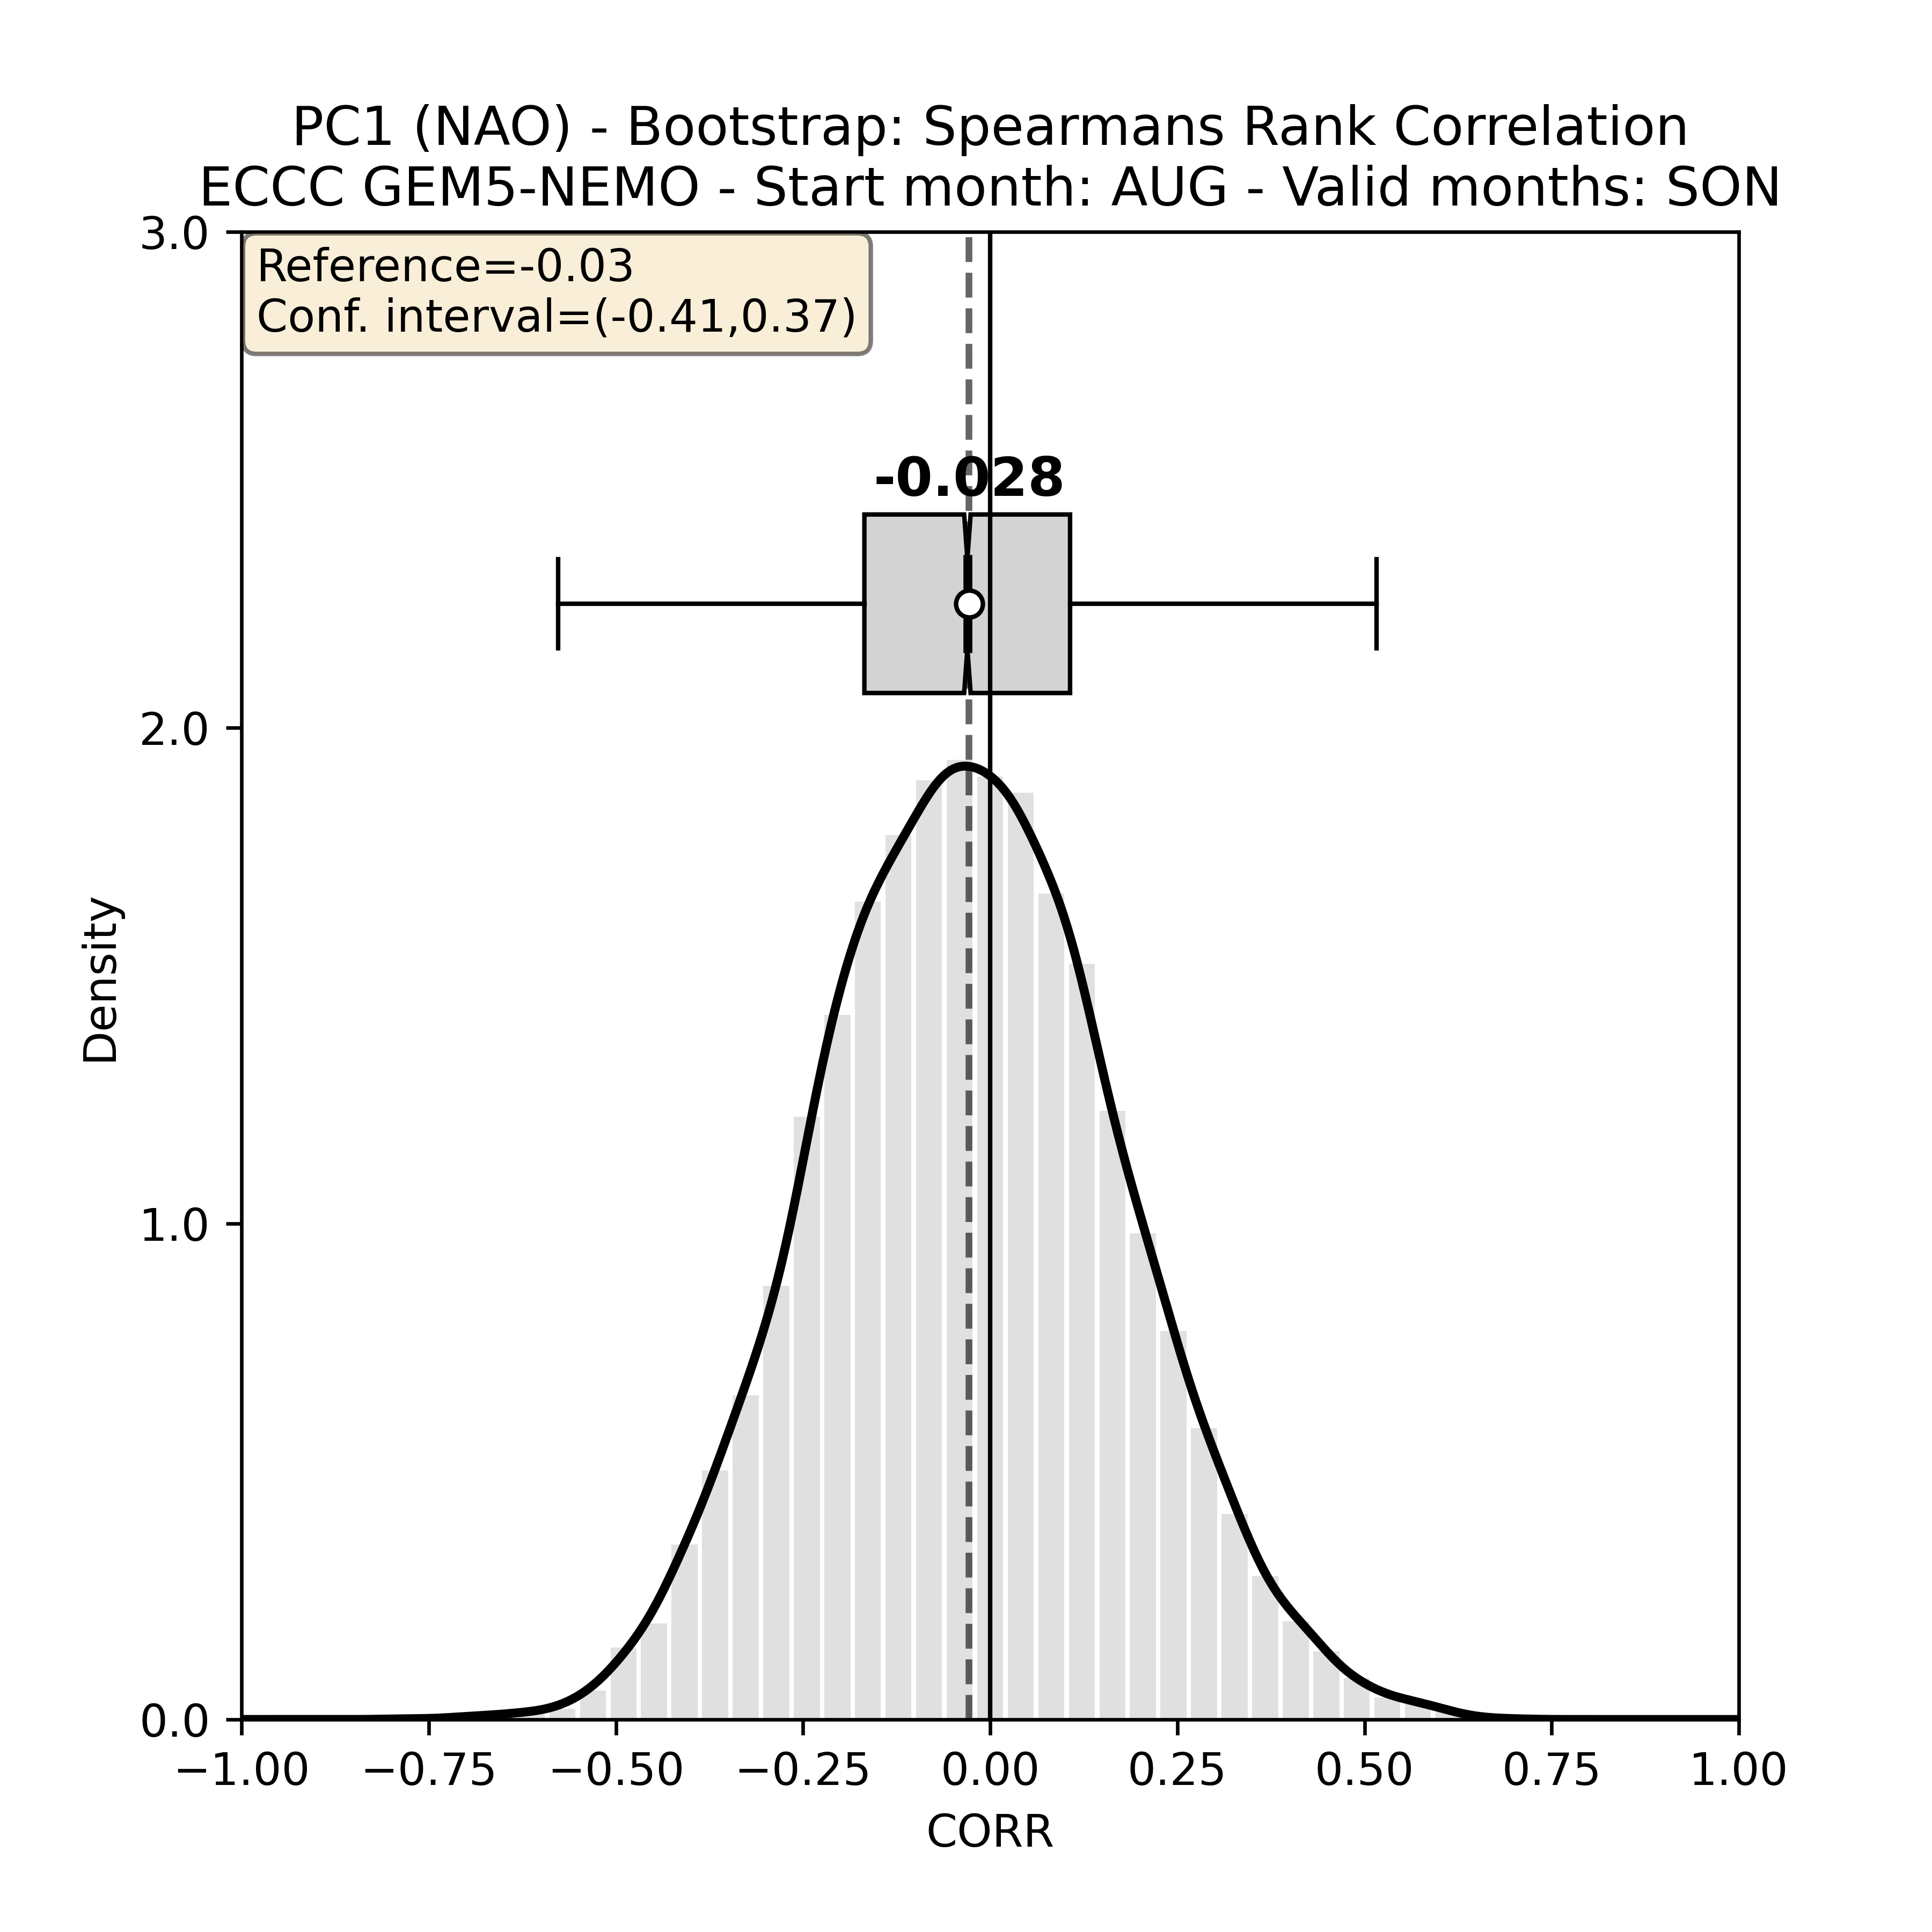 PC1 (NAO) - Bootstrap: Spearmans Rank Correlation
ECCC GEM5-NEMO - Start month: AUG - Valid months: SON
3.0
Reference=-0.03
Conf. interval=(-0.41,0.37)
-0.028
2.0
Density
1.0
0.0
−1.00 −0.75 −0.50 −0.25 0.00 0.25 0.50 0.75 1.00
CORR